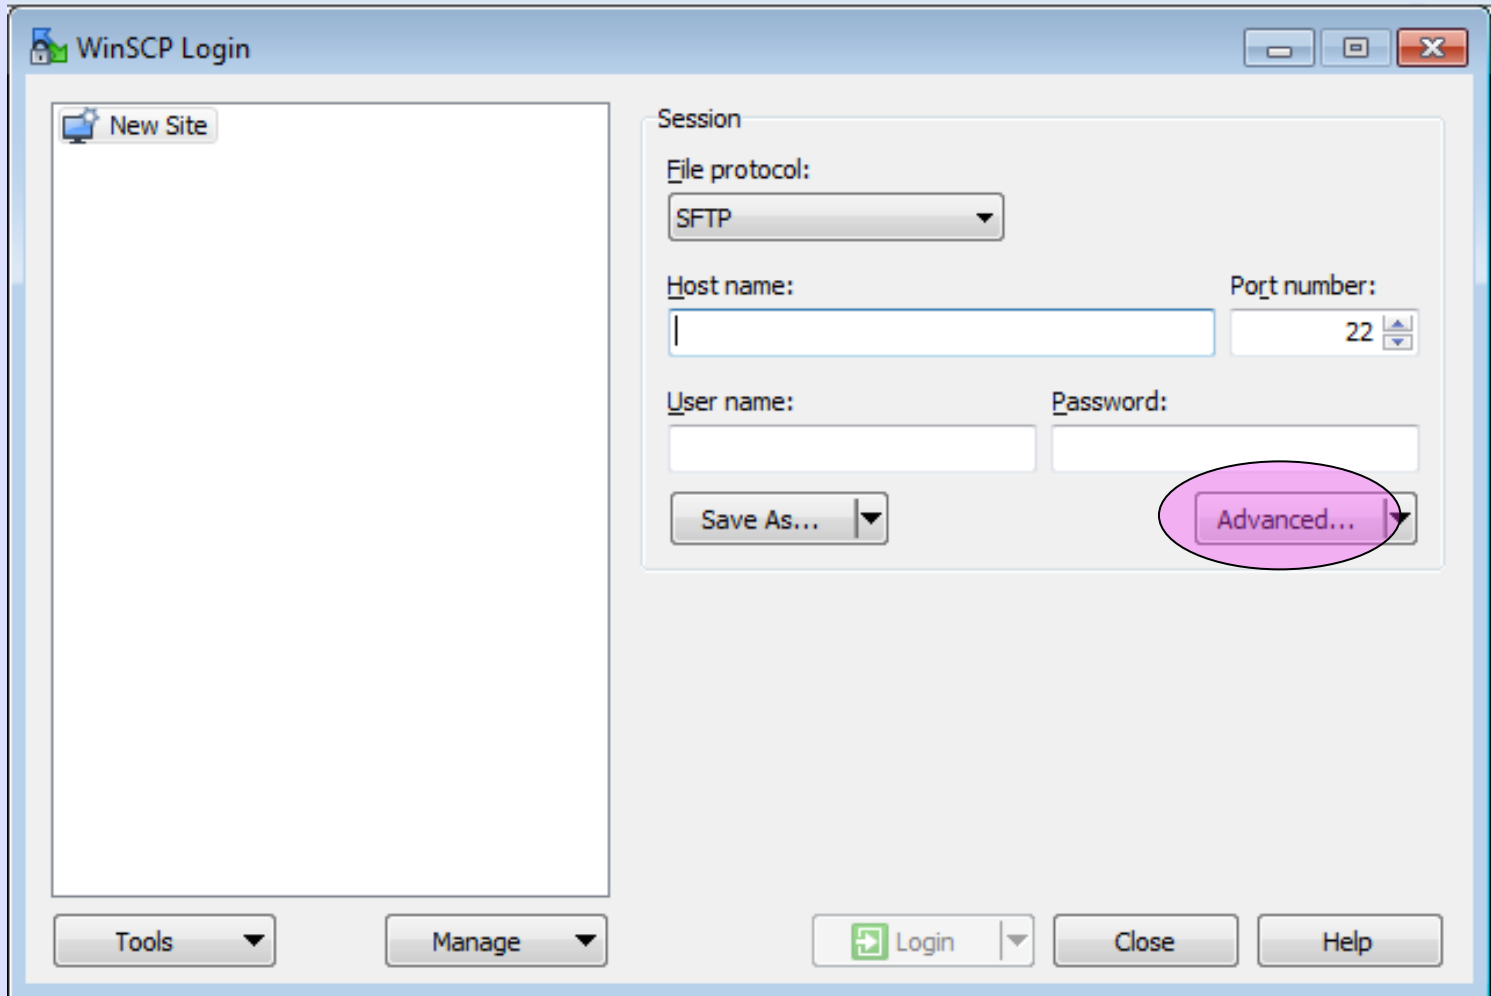 WinSCP Login
New Site
Session
File protocol:
SFTP
Host name:
Port number:
22
User name:
Password:
Save As...
Advanced...
Tools
Manage
Login
Close
Help